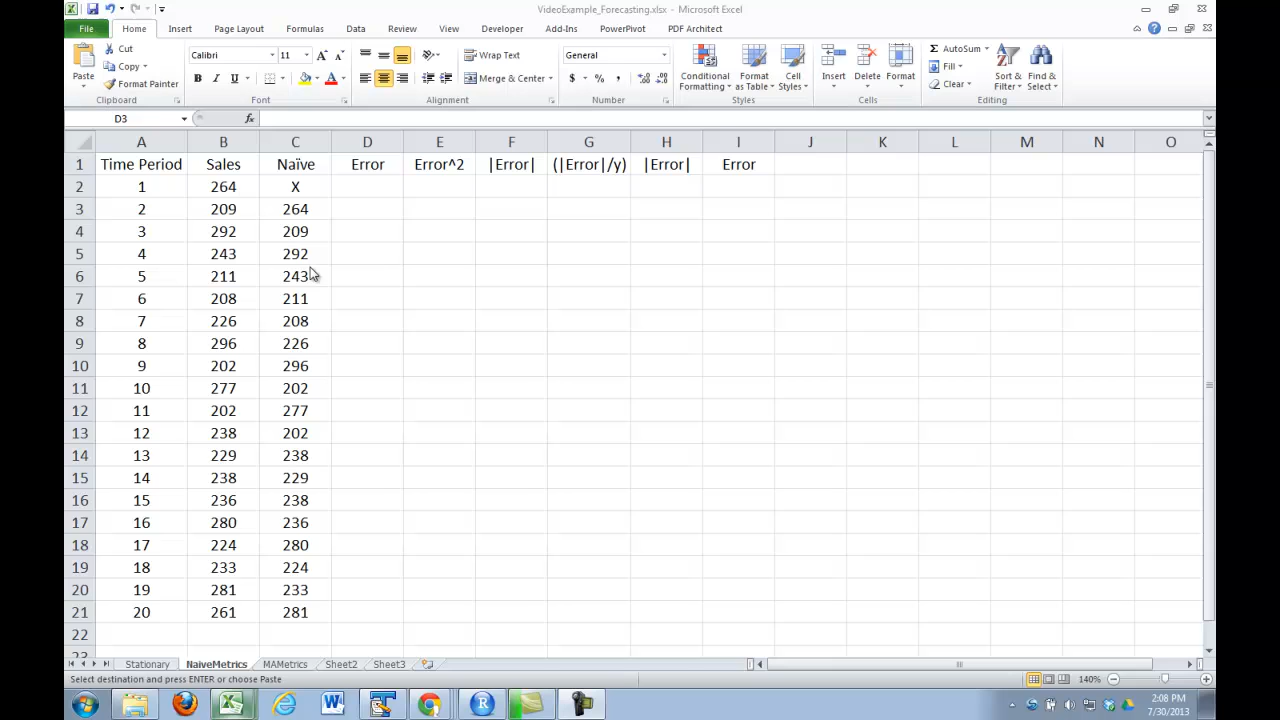 VideoExample_Forecasting.xlsx - Microsoft Excel
File Home Insert Page Layout Formulas Data Review View Developer Add-Ins PowerPivot PDF Architect
Paste
Cut
Copy
Format Painter
Clipboard
Calibri 11
B I U
Font
Wrap Text
Merge & Center
Alignment
General
$ % ,
Number
Conditional Formatting
Format as Table
Cell Styles
Styles
Insert Delete Format
Cells
AutoSum
Fill
Clear
Sort & Filter
Find & Select
Editing
D3 fx
A B C D E F G H I J K L M N O
1 Time Period Sales Naïve Error Error^2 |Error| (|Error|/y) |Error| Error
2 1 264 X
3 2 209 264
4 3 292 209
5 4 243 292
6 5 211 243
7 6 208 211
8 7 226 208
9 8 296 226
10 9 202 296
11 10 277 202
12 11 202 277
13 12 238 202
14 13 229 238
15 14 238 229
16 15 236 238
17 16 280 236
18 17 224 280
19 18 233 224
20 19 281 233
21 20 261 281
22
23
Stationary NaiveMetrics MAMetrics Sheet2 Sheet3
Select destination and press ENTER or choose Paste 140%
2:08 PM
7/30/2013